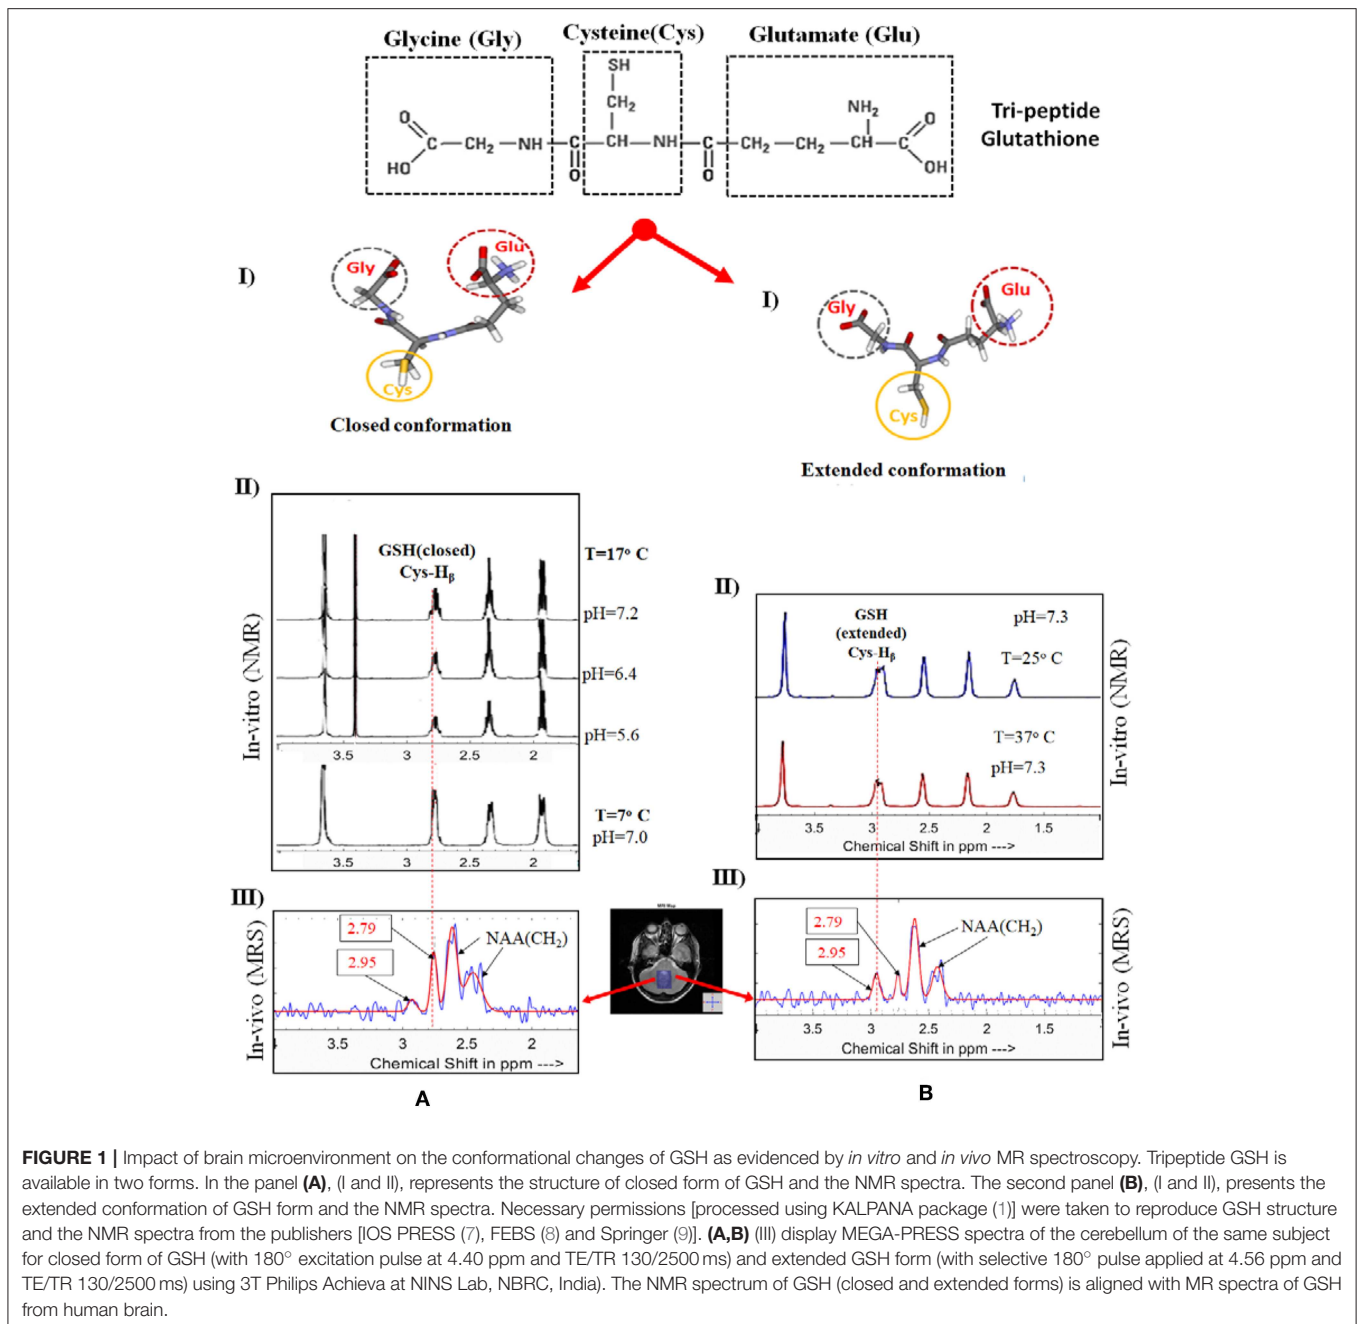 Glycine (Gly)
Cysteine(Cys)
Glutamate (Glu)
SH
CH2
NH2
O
C
CH2
NH
C
CH
NH
C
CH2
CH2
CH
C
O
HO
O
O
OH
Tri-peptide
Glutathione
I)
Gly
Glu
Cys
Closed conformation
I)
Gly
Glu
Cys
Extended conformation
II)
In-vitro (NMR)
GSH(closed)
Cys-Hβ
T=17° C
pH=7.2
pH=6.4
pH=5.6
3.5 3 2.5 2
T=7° C
pH=7.0
3.5 3 2.5 2
II)
GSH
(extended)
Cys-Hβ
pH=7.3
T=25° C
T=37° C
pH=7.3
In-vitro (NMR)
3.5 3 2.5 2 1.5
Chemical Shift in ppm --->
III)
In-vivo (MRS)
2.79
2.95
NAA(CH2)
3.5 3 2.5 2
Chemical Shift in ppm --->
A
III)
2.79
2.95
NAA(CH2)
In-vivo (MRS)
3.5 3 2.5 2 1.5
Chemical Shift in ppm --->
B
FIGURE 1 | Impact of brain microenvironment on the conformational changes of GSH as evidenced by in vitro and in vivo MR spectroscopy. Tripeptide GSH is
available in two forms. In the panel (A), (I and II), represents the structure of closed form of GSH and the NMR spectra. The second panel (B), (I and II), presents the
extended conformation of GSH form and the NMR spectra. Necessary permissions [processed using KALPANA package (1)] were taken to reproduce GSH structure
and the NMR spectra from the publishers [IOS PRESS (7), FEBS (8) and Springer (9)]. (A,B) (III) display MEGA-PRESS spectra of the cerebellum of the same subject
for closed form of GSH (with 180° excitation pulse at 4.40 ppm and TE/TR 130/2500 ms) and extended GSH form (with selective 180° pulse applied at 4.56 ppm and
TE/TR 130/2500 ms) using 3T Philips Achieva at NINS Lab, NBRC, India). The NMR spectrum of GSH (closed and extended forms) is aligned with MR spectra of GSH
from human brain.